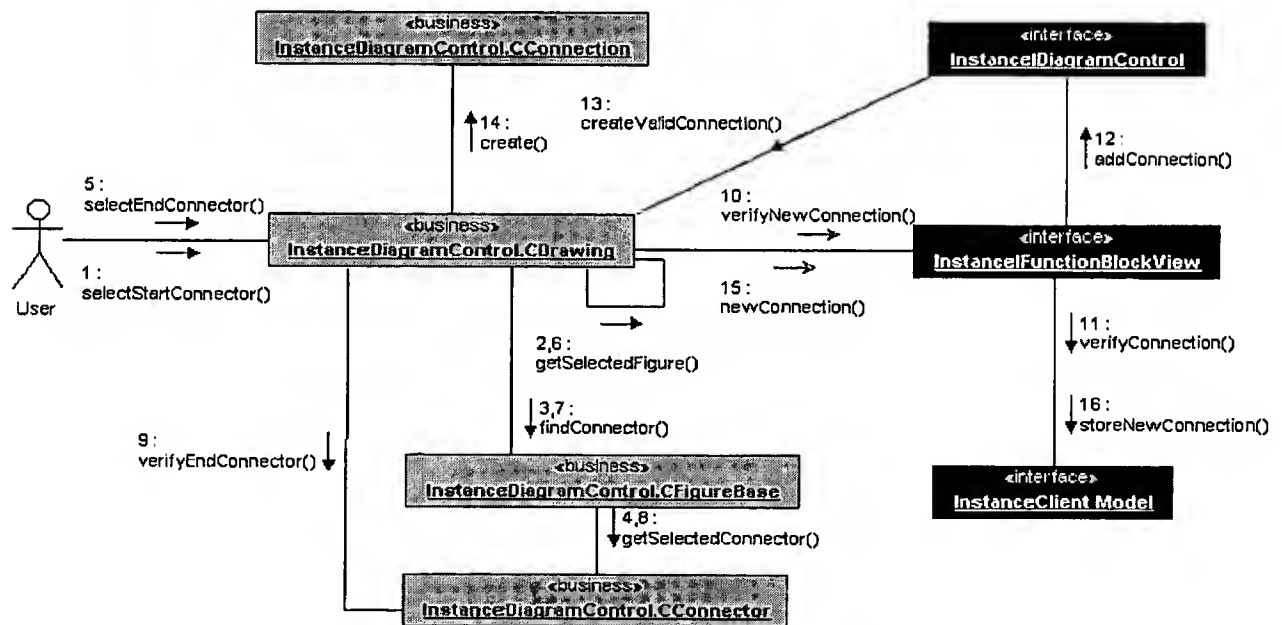 «business»
InstanceDiagramControl.CConnection
«interface»
InstanceIDiagramControl
13 :
createValidConnection()
14 :
create()
12 :
addConnection()
5 :
selectEndConnector()
10 :
verifyNewConnection()
«business»
InstanceDiagramControl.CDrawing
«interface»
InstanceIFunctionBlockView
User
1 :
selectStartConnector()
15 :
newConnection()
11 :
verifyConnection()
2,6 :
getSelectedFigure()
3,7 :
findConnector()
16 :
storeNewConnection()
9 :
verifyEndConnector()
«business»
InstanceDiagramControl.CFigureBase
«interface»
InstanceClient Model
4,8 :
getSelectedConnector()
«business»
InstanceDiagramControl.CConnector